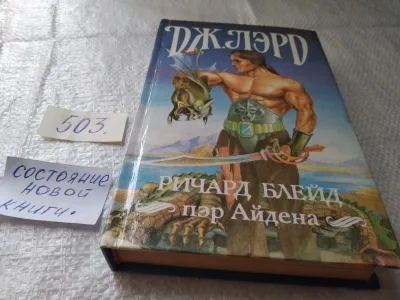 ДЖ. ЛЭРД
503.
СОСТОЯНИЕ
НОВОЙ
КНИГИ.
РИЧАРД БЛЕЙД
пэр Айдена